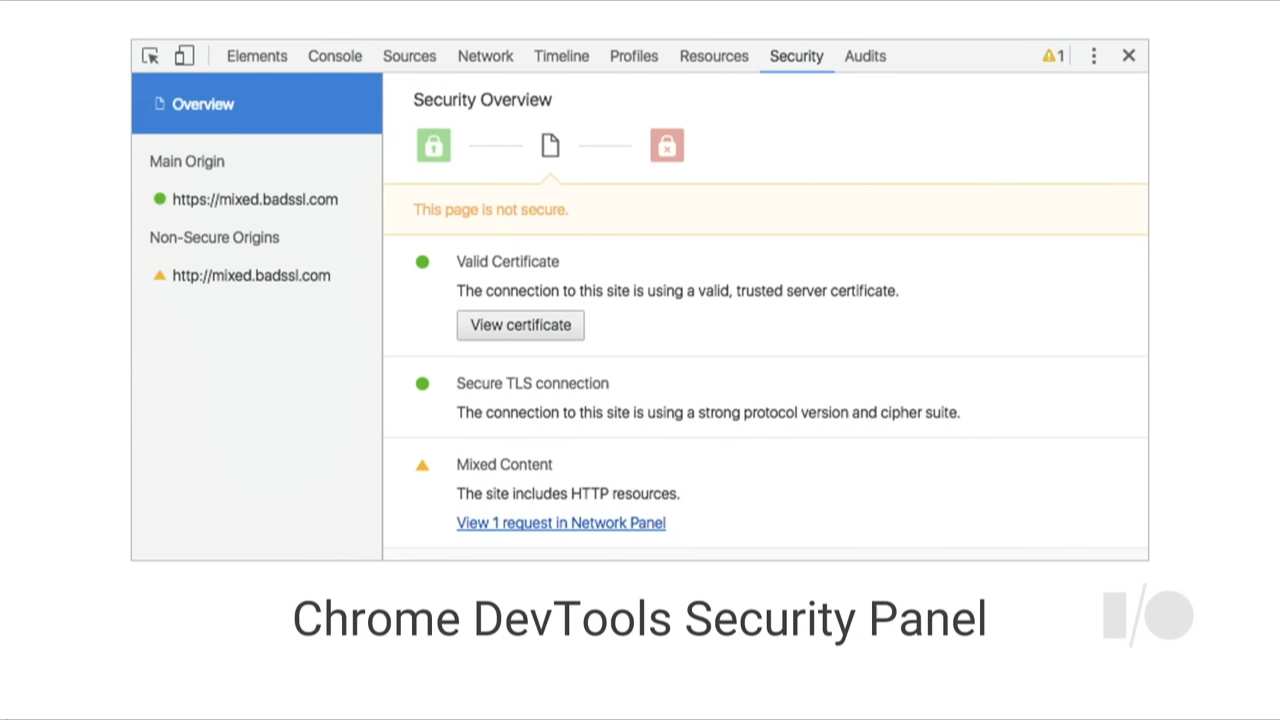 Elements Console Sources Network Timeline Profiles Resources Security Audits 1
Overview
Main Origin
https://mixed.badssl.com
Non-Secure Origins
http://mixed.badssl.com
Security Overview
This page is not secure.
Valid Certificate
The connection to this site is using a valid, trusted server certificate.
View certificate
Secure TLS connection
The connection to this site is using a strong protocol version and cipher suite.
Mixed Content
The site includes HTTP resources.
View 1 request in Network Panel
Chrome DevTools Security Panel
I/O